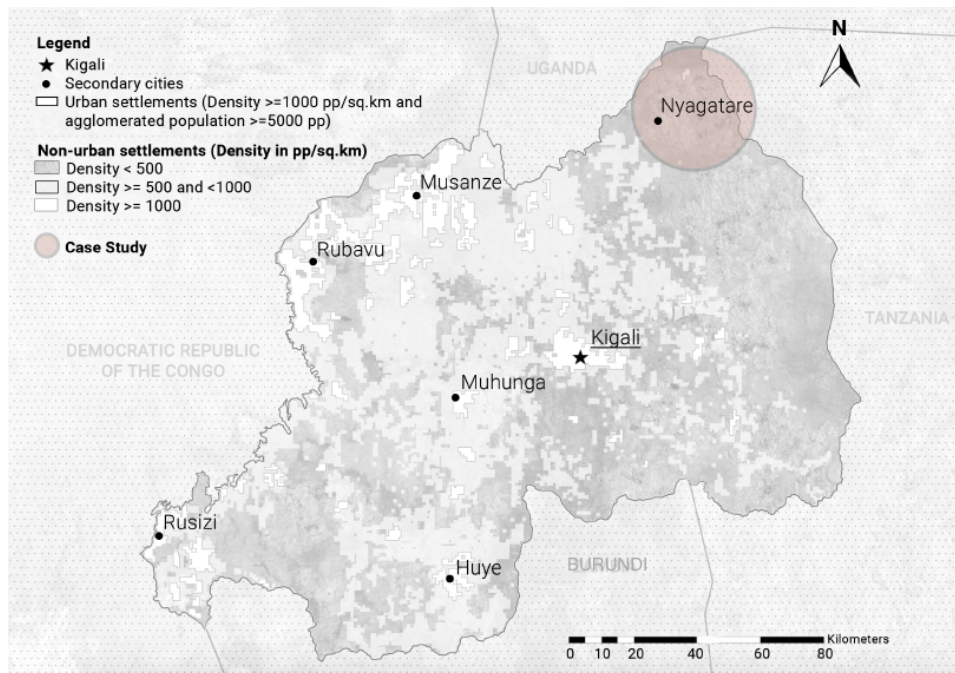 Legend
Kigali
Secondary cities
Urban settlements (Density >=1000 pp/sq.km and
agglomerated population >=5000 pp)
Non-urban settlements (Density in pp/sq.km)
Density < 500
Density >= 500 and <1000
Density >= 1000
Case Study
N
UGANDA
Nyagatare
Musanze
Rubavu
TANZANIA
Kigali
DEMOCRATIC REPUBLIC
OF THE CONGO
Muhunga
Rusizi
Huye
BURUNDI
Kilometers
0 10 20 40 60 80